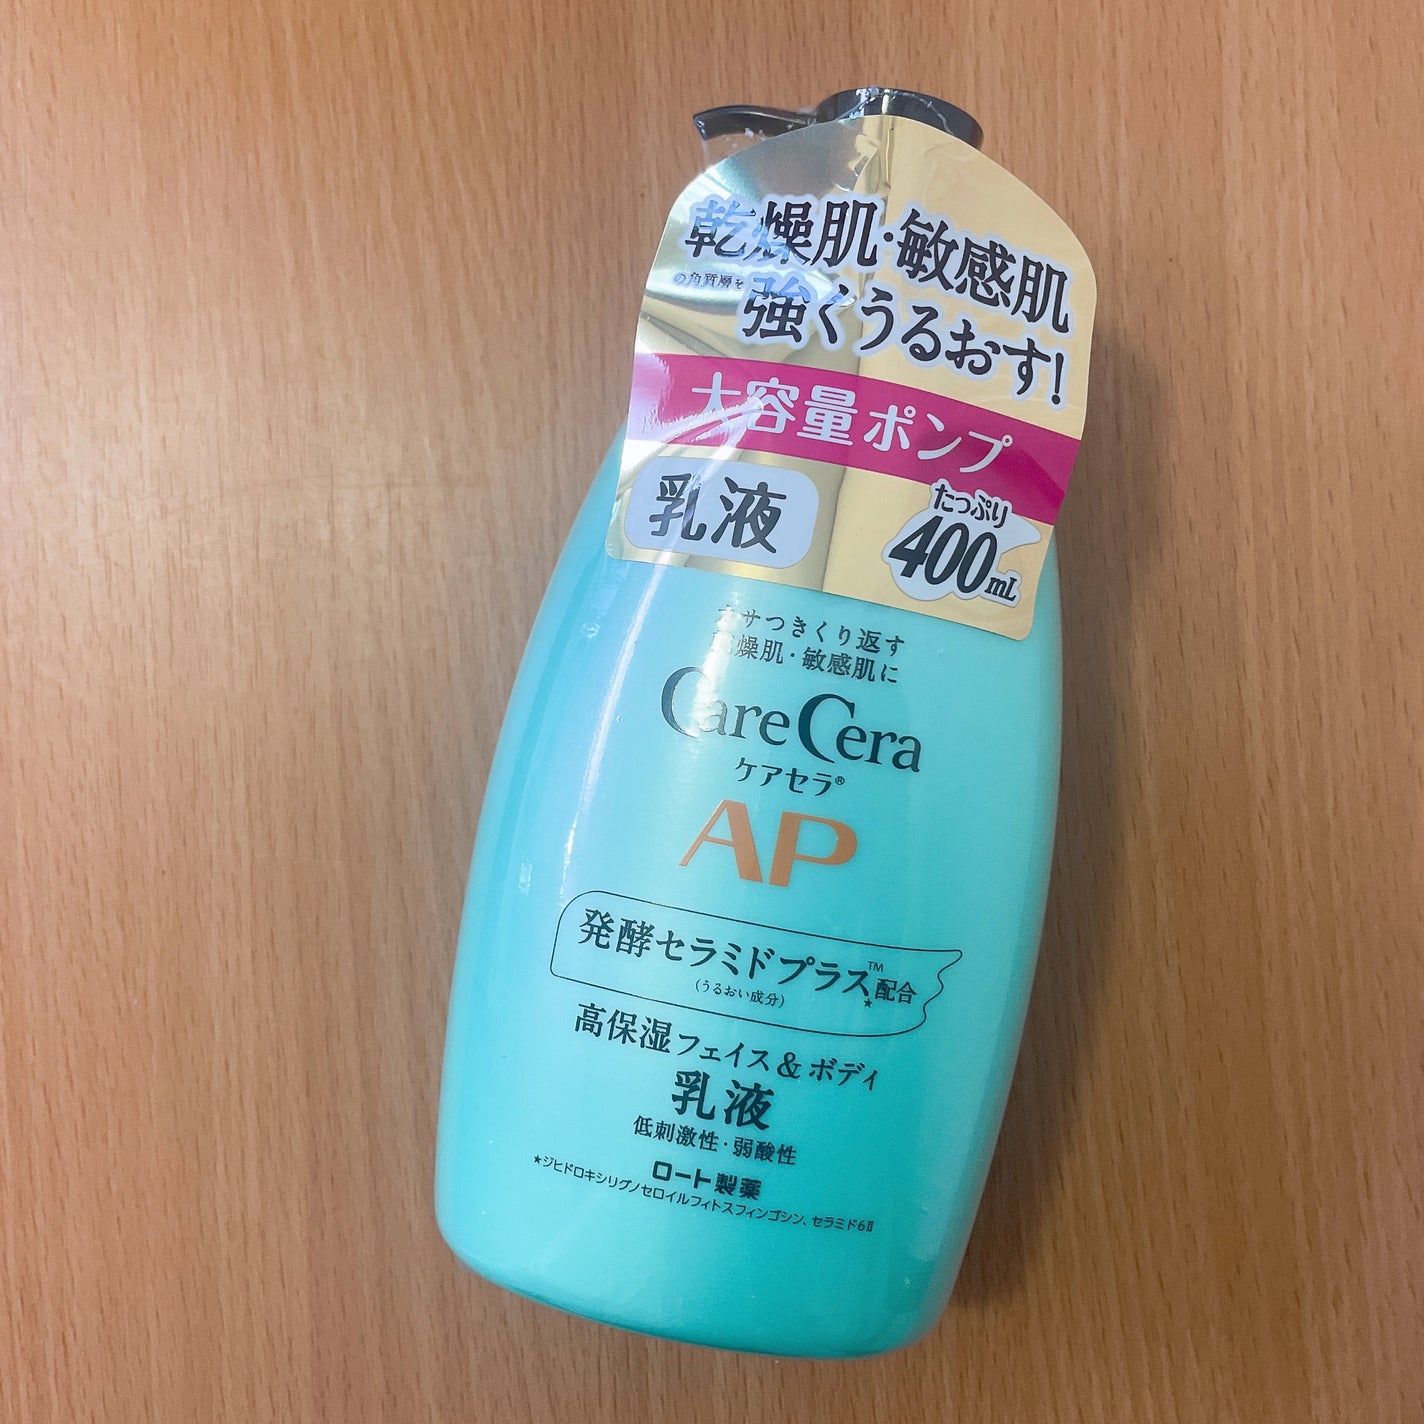 乾燥肌・敏感肌
の角質層を
強くうるおす!
大容量ポンプ
乳液
たっぷり
400mL
カサつきくり返す
乾燥肌・敏感肌に
CareCera
ケアセラ®
AP
発酵セラミドプラス™★配合
(うるおい成分)
高保湿フェイス&ボディ
乳液
低刺激性・弱酸性
ロート製薬
★ジヒドロキシリグノセロイルフィトスフィンゴシン、セラミド6Ⅱ